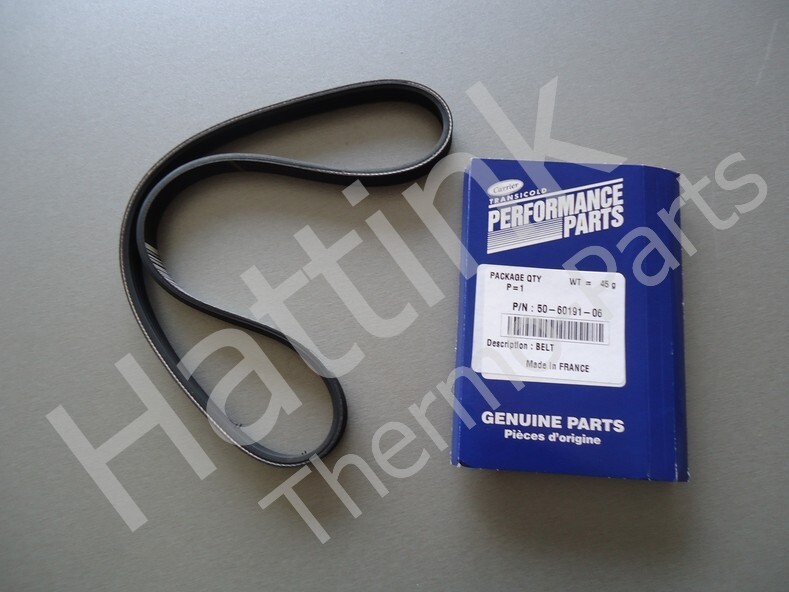 Carrier
TRANSICOLD
PERFORMANCE
PARTS
PACKAGE QTY WT = 45 g
P=1
P/N : 50-60191-06
Description : BELT
Made in FRANCE
GENUINE PARTS
Pièces d'origine
Hattink
Thermo Parts